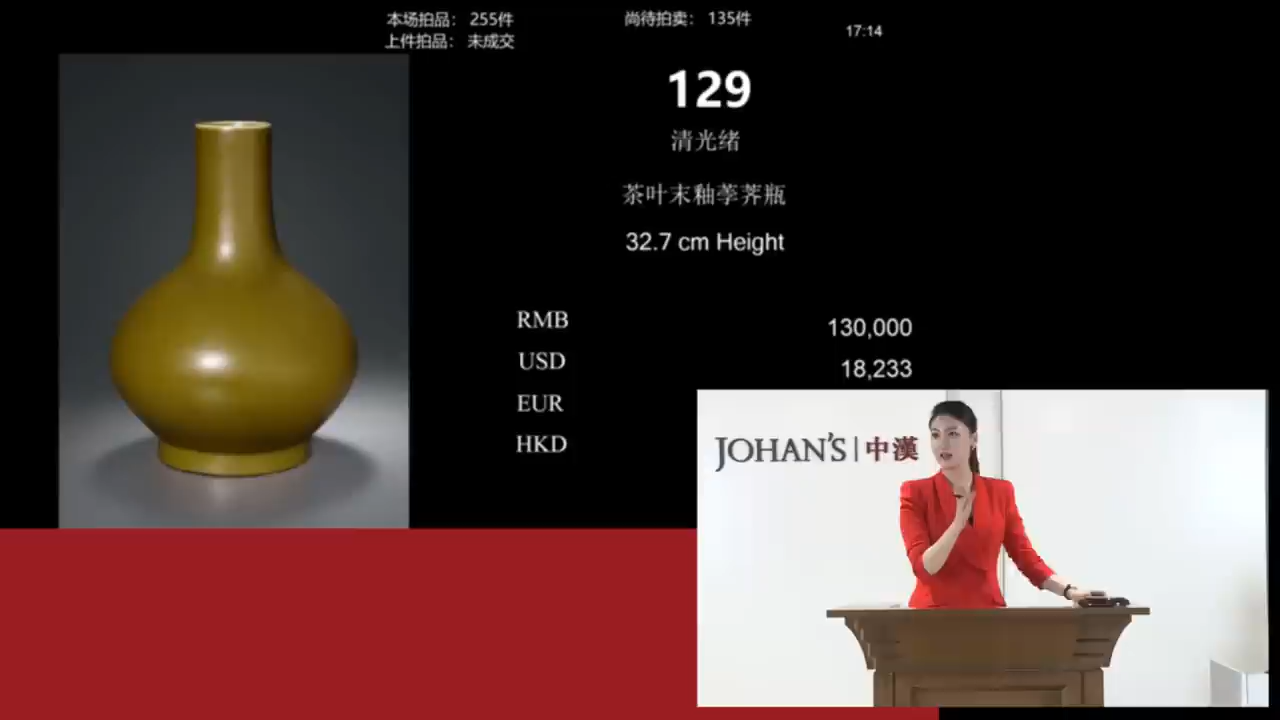 本场拍品： 255件
上件拍品： 未成交
尚待拍卖： 135件
17:14
129
清光绪
茶叶末釉荸荠瓶
32.7 cm Height
RMB 130,000
USD 18,233
EUR
HKD
JOHAN'S | 中漢